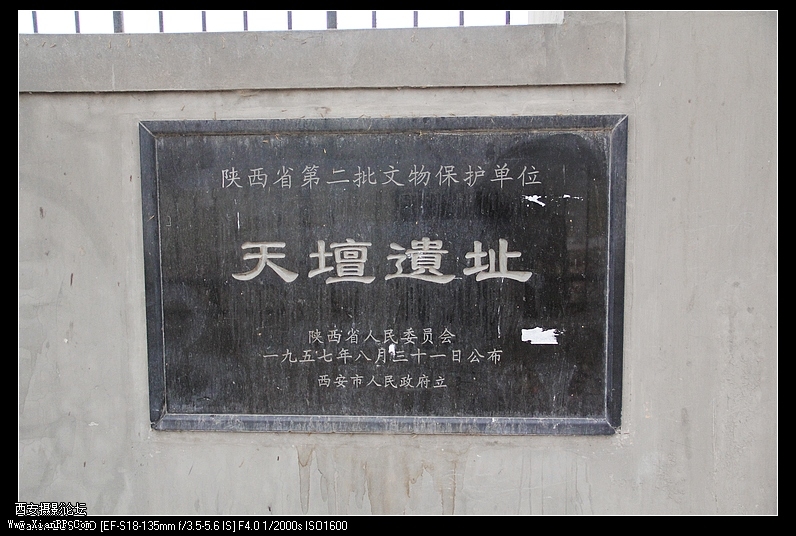 陕西省第二批文物保护单位
天壇遺址
陕西省人民委员会
一九五七年八月三十一日公布
西安市人民政府立
西安摄影论坛
www.XianPP.Com
[EF-S18-135mm f/3.5-5.6 IS] F4.0 1/2000s ISO1600